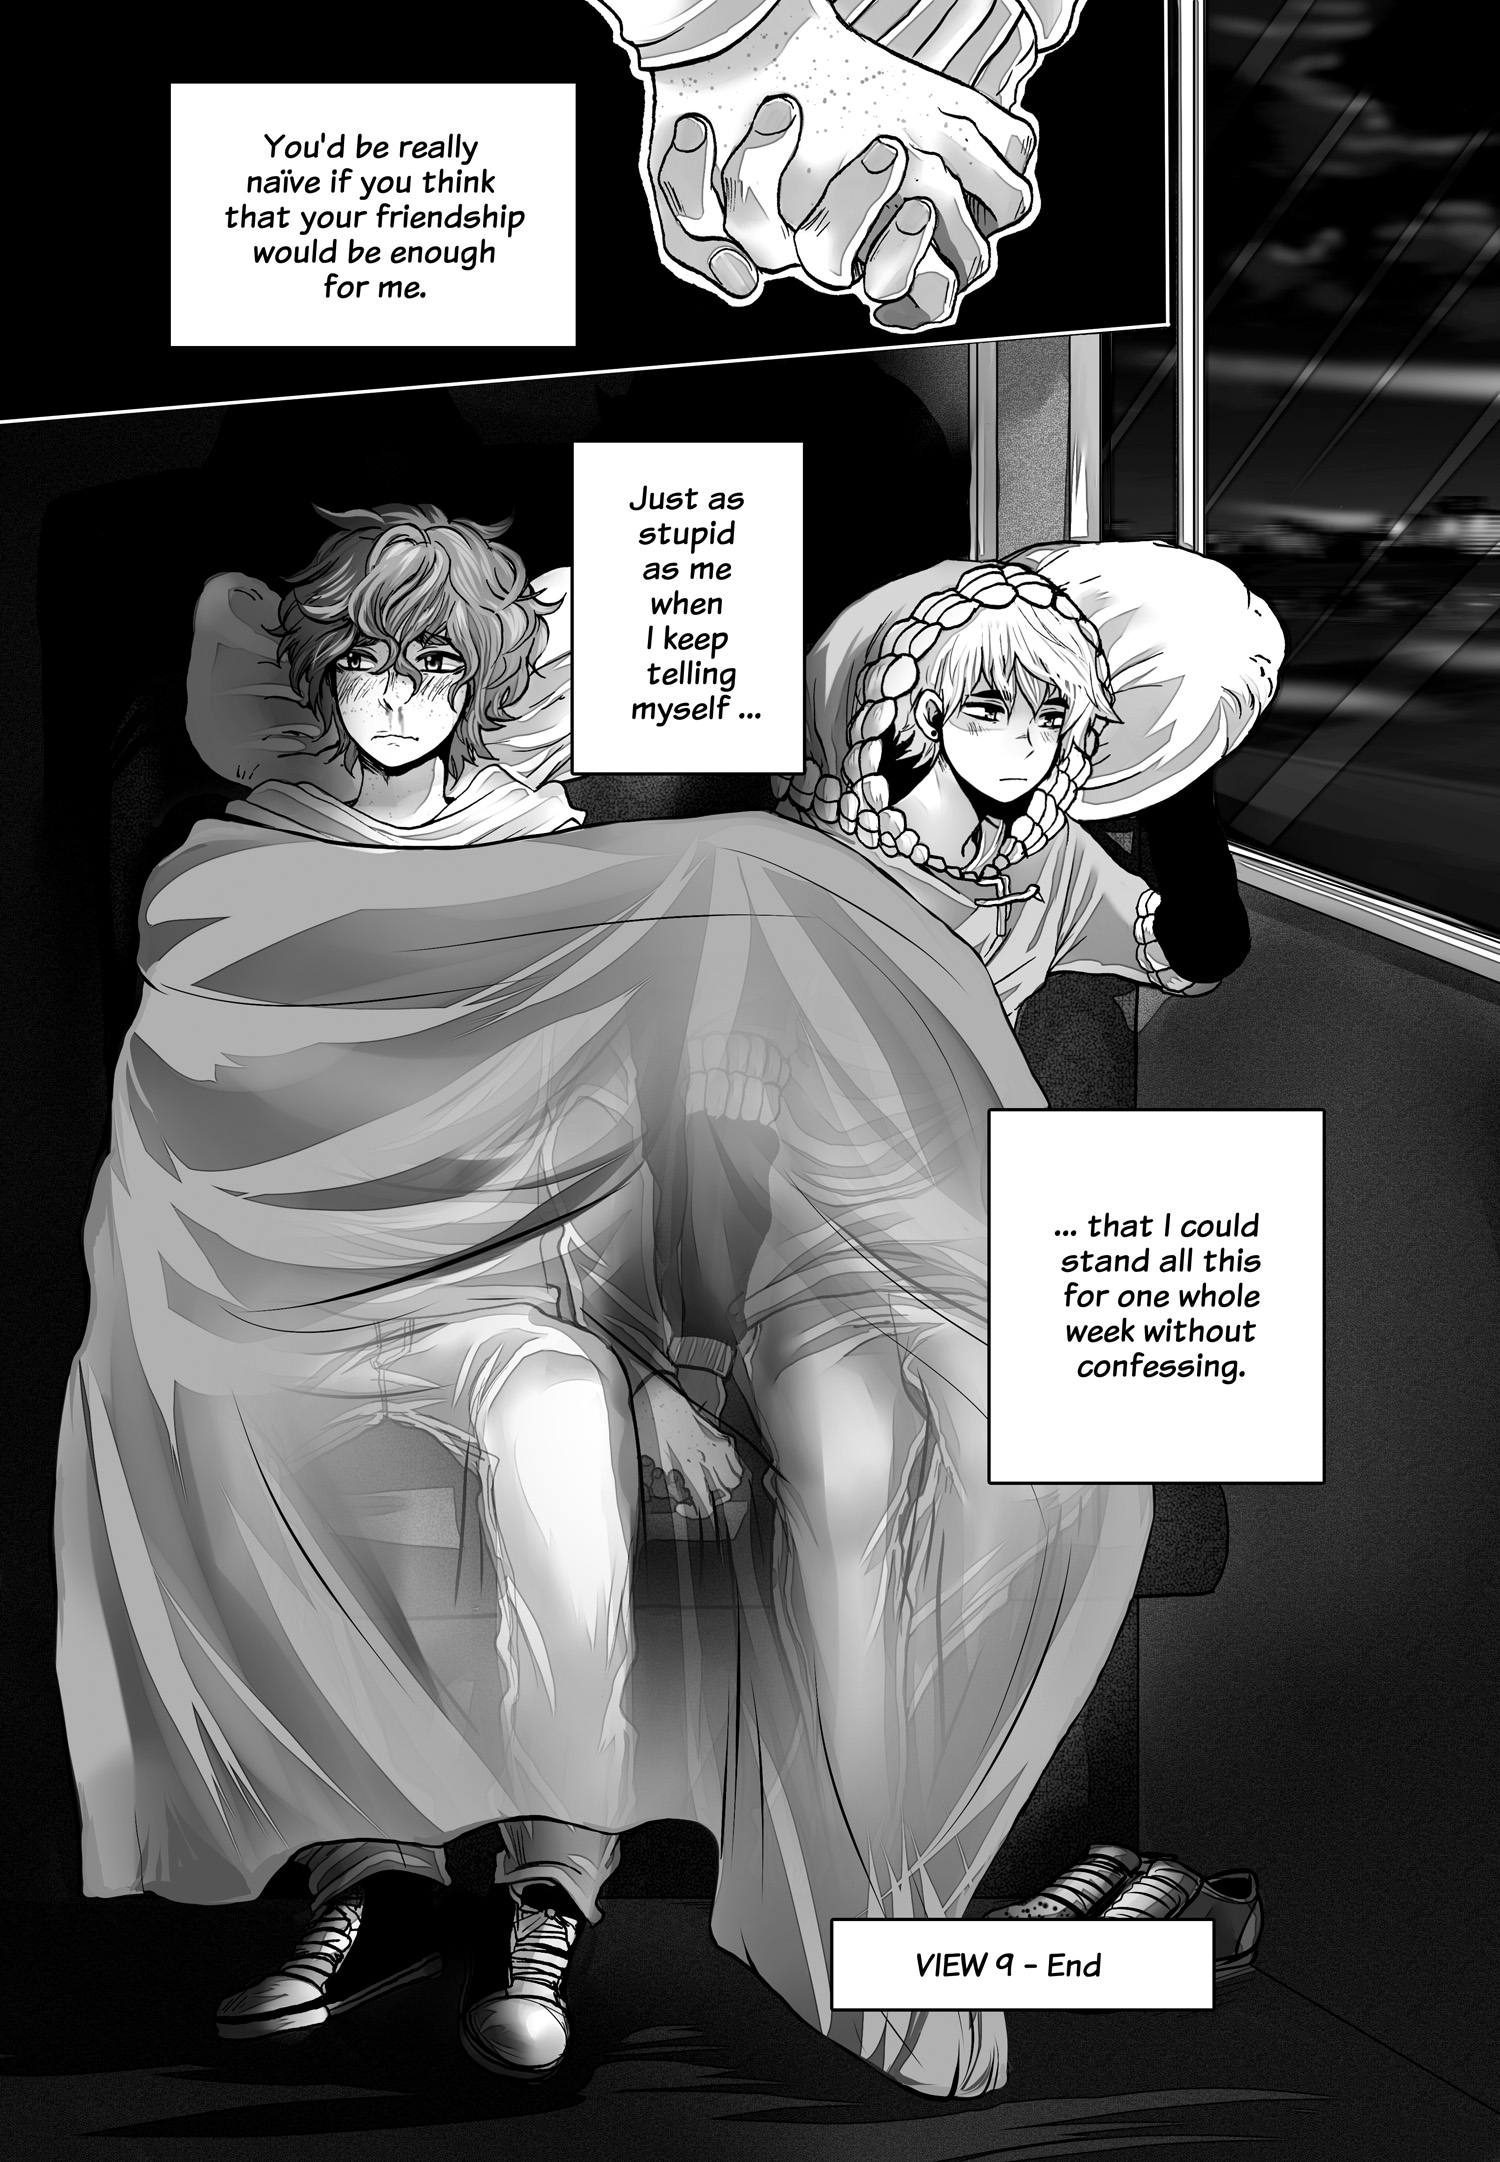 You'd be really
naïve if you think
that your friendship
would be enough
for me.
Just as
stupid
as me
when
I keep
telling
myself ...
... that I could
stand all this
for one whole
week without
confessing.
VIEW 9 - End